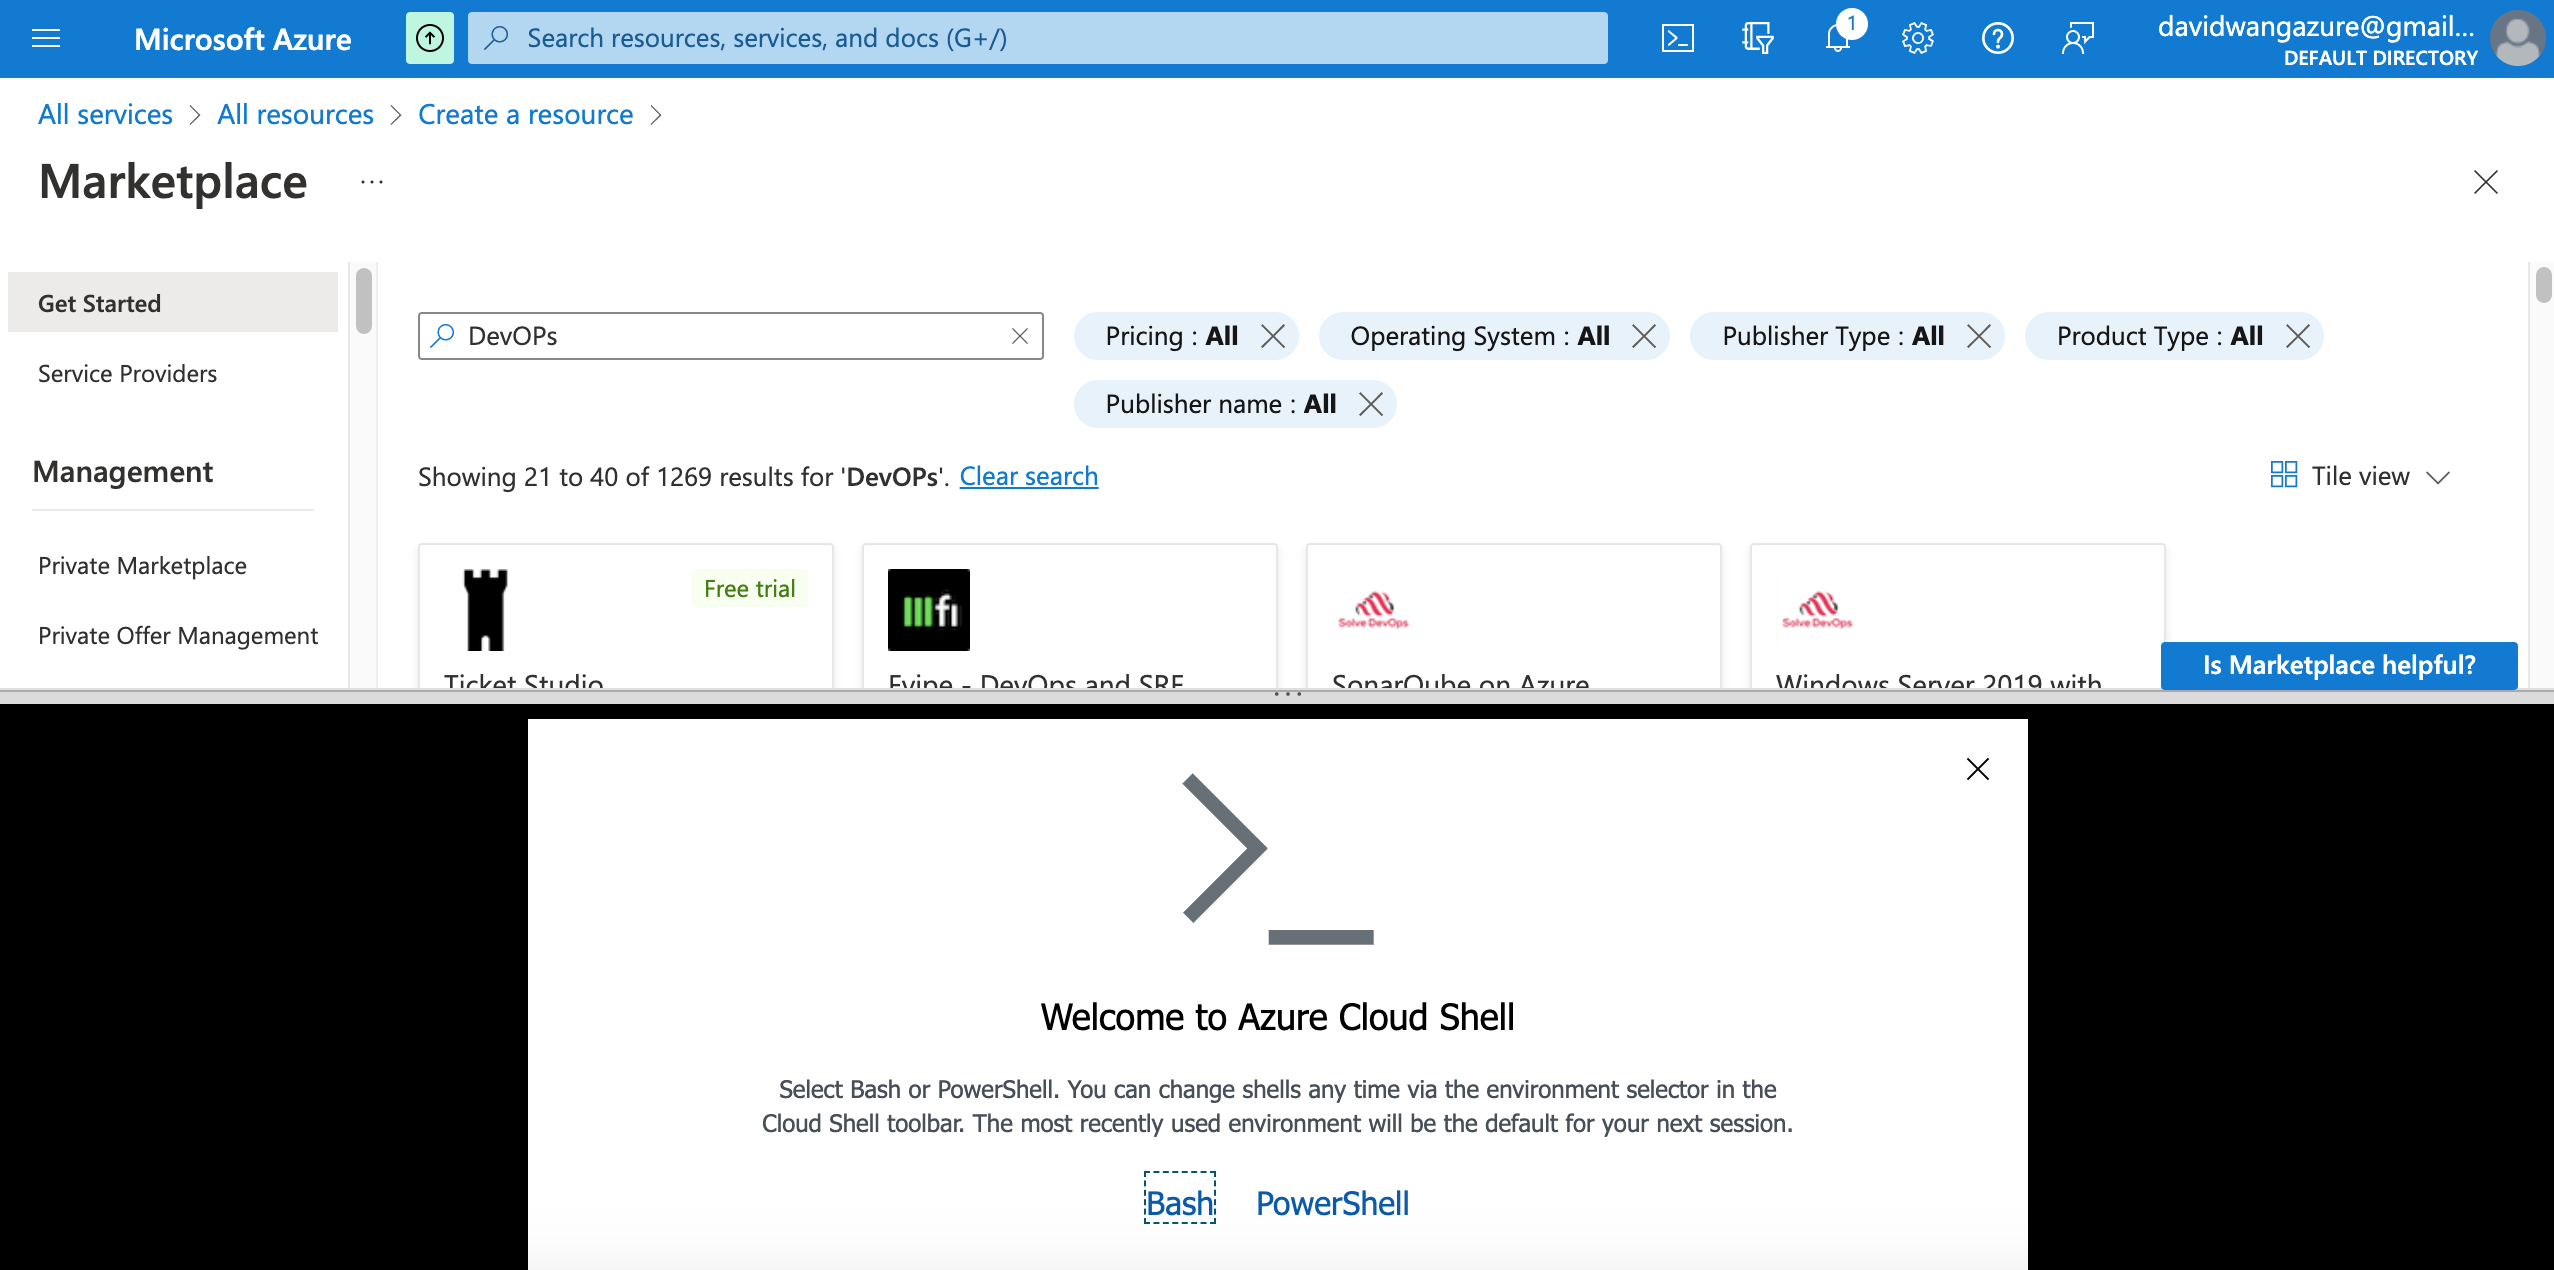 Microsoft Azure
Search resources, services, and docs (G+/)
1
davidwangazure@gmail...
DEFAULT DIRECTORY
All services > All resources > Create a resource >
Marketplace ...
Get Started
Service Providers
Management
Private Marketplace
Private Offer Management
DevOPs
Pricing : All
Operating System : All
Publisher Type : All
Product Type : All
Publisher name : All
Showing 21 to 40 of 1269 results for 'DevOPs'. Clear search
Tile view
Free trial
Ticket Studio
fi
Evipe - DevOps and SRE
Solve DevOps
SonarQube on Azure
Solve DevOps
Windows Server 2019 with
Is Marketplace helpful?
Welcome to Azure Cloud Shell
Select Bash or PowerShell. You can change shells any time via the environment selector in the
Cloud Shell toolbar. The most recently used environment will be the default for your next session.
Bash PowerShell